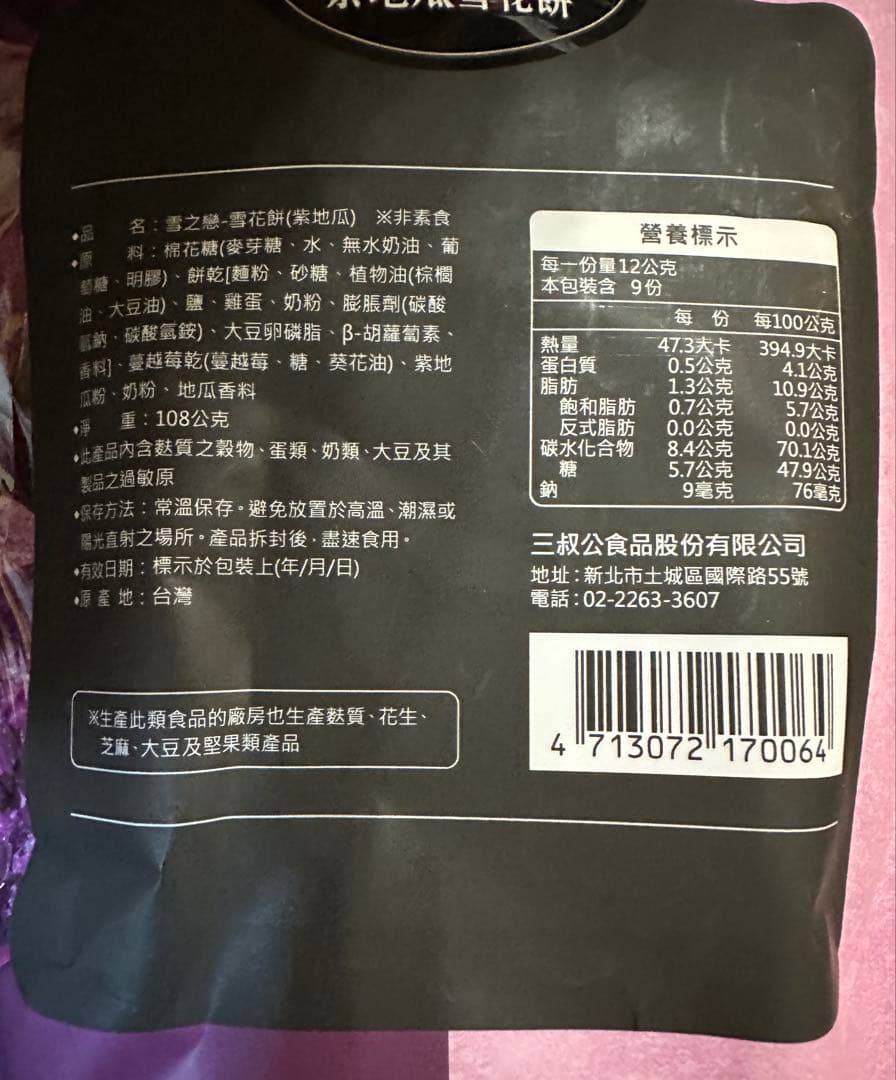 紫地瓜雪花餅
•品　名：雪之戀-雪花餅(紫地瓜) ※非素食
•原　料：棉花糖(麥芽糖、水、無水奶油、葡
萄糖、明膠)、餅乾[麵粉、砂糖、植物油(棕櫚
油、大豆油)、鹽、雞蛋、奶粉、膨脹劑(碳酸
氫鈉、碳酸氫銨)、大豆卵磷脂、β-胡蘿蔔素、
香料]、蔓越莓乾(蔓越莓、糖、葵花油)、紫地
瓜粉、奶粉、地瓜香料
•淨　重：108公克
•此產品內含麩質之穀物、蛋類、奶類、大豆及其
製品之過敏原
•保存方法：常溫保存。避免放置於高溫、潮濕或
陽光直射之場所。產品拆封後，盡速食用。
•有效日期：標示於包裝上(年/月/日)
•原 產 地：台灣
※生產此類食品的廠房也生產麩質、花生、
芝麻、大豆及堅果類產品
營養標示
每一份量12公克
本包裝含 9份
每 份 每100公克
熱量 47.3大卡 394.9大卡
蛋白質 0.5公克 4.1公克
脂肪 1.3公克 10.9公克
飽和脂肪 0.7公克 5.7公克
反式脂肪 0.0公克 0.0公克
碳水化合物 8.4公克 70.1公克
糖 5.7公克 47.9公克
鈉 9毫克 76毫克
三叔公食品股份有限公司
地址：新北市土城區國際路55號
電話：02-2263-3607
4 713072 170064